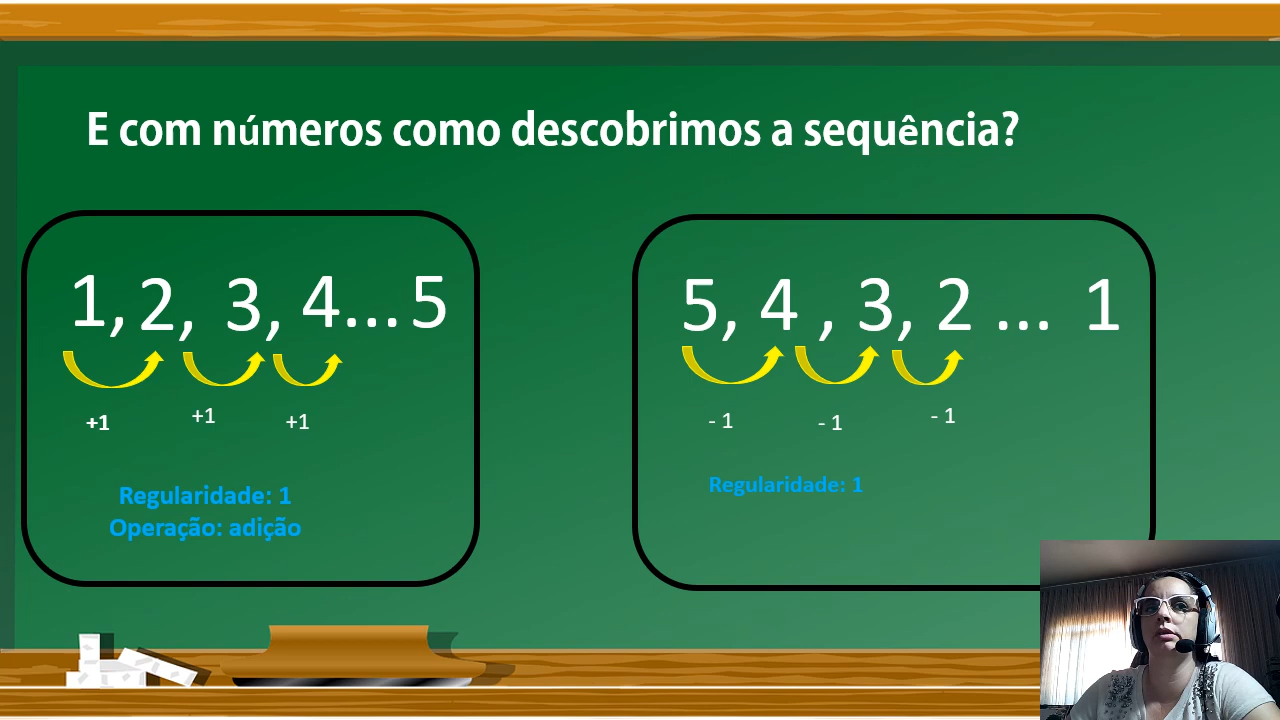 E com números como descobrimos a sequência?
1, 2, 3, 4...5
+1 +1 +1
Regularidade: 1
Operação: adição
5, 4 , 3, 2 ... 1
- 1 - 1 - 1
Regularidade: 1